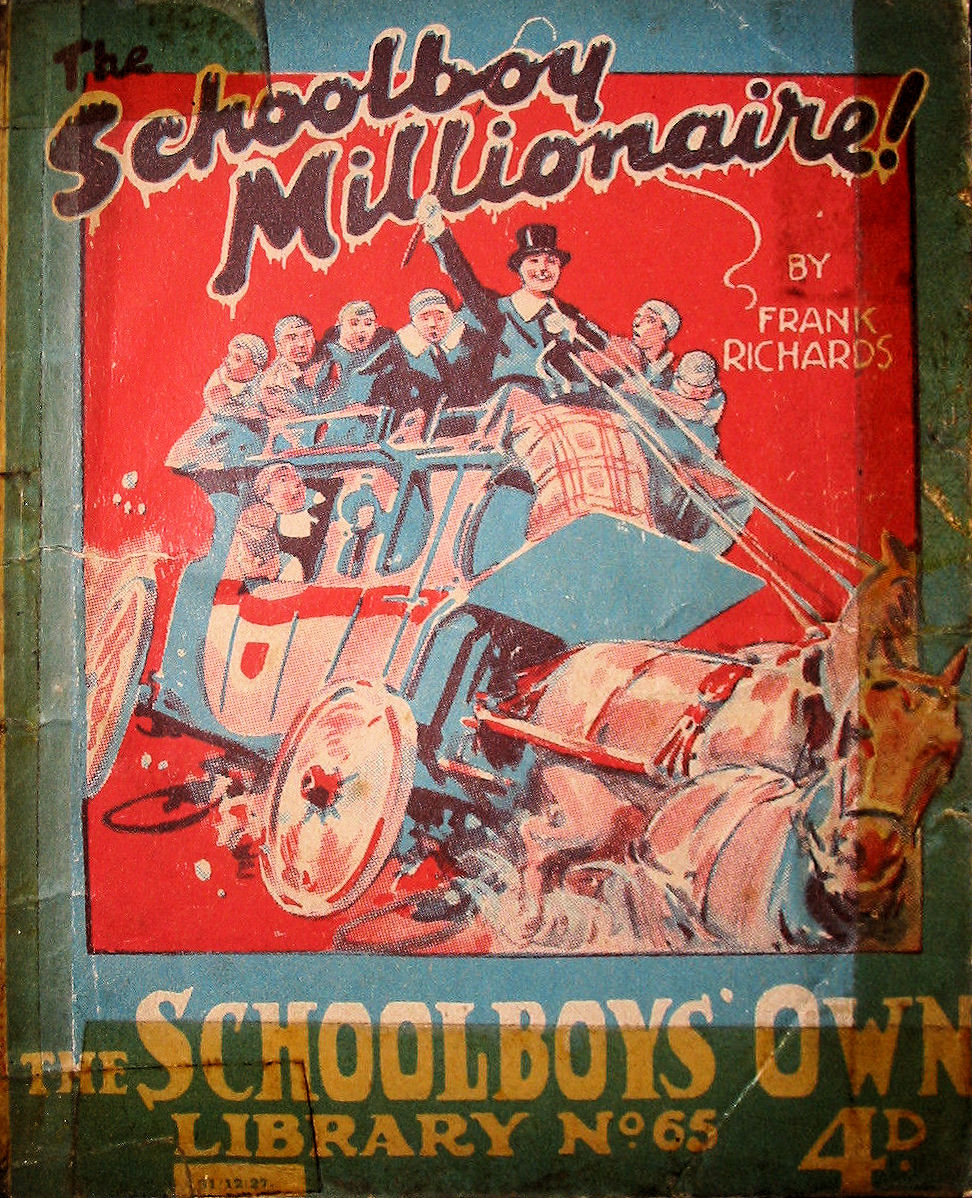 The
Schoolboy
Millionaire!
BY
FRANK
RICHARDS
THE SCHOOLBOYS' OWN
LIBRARY No 65 4D.